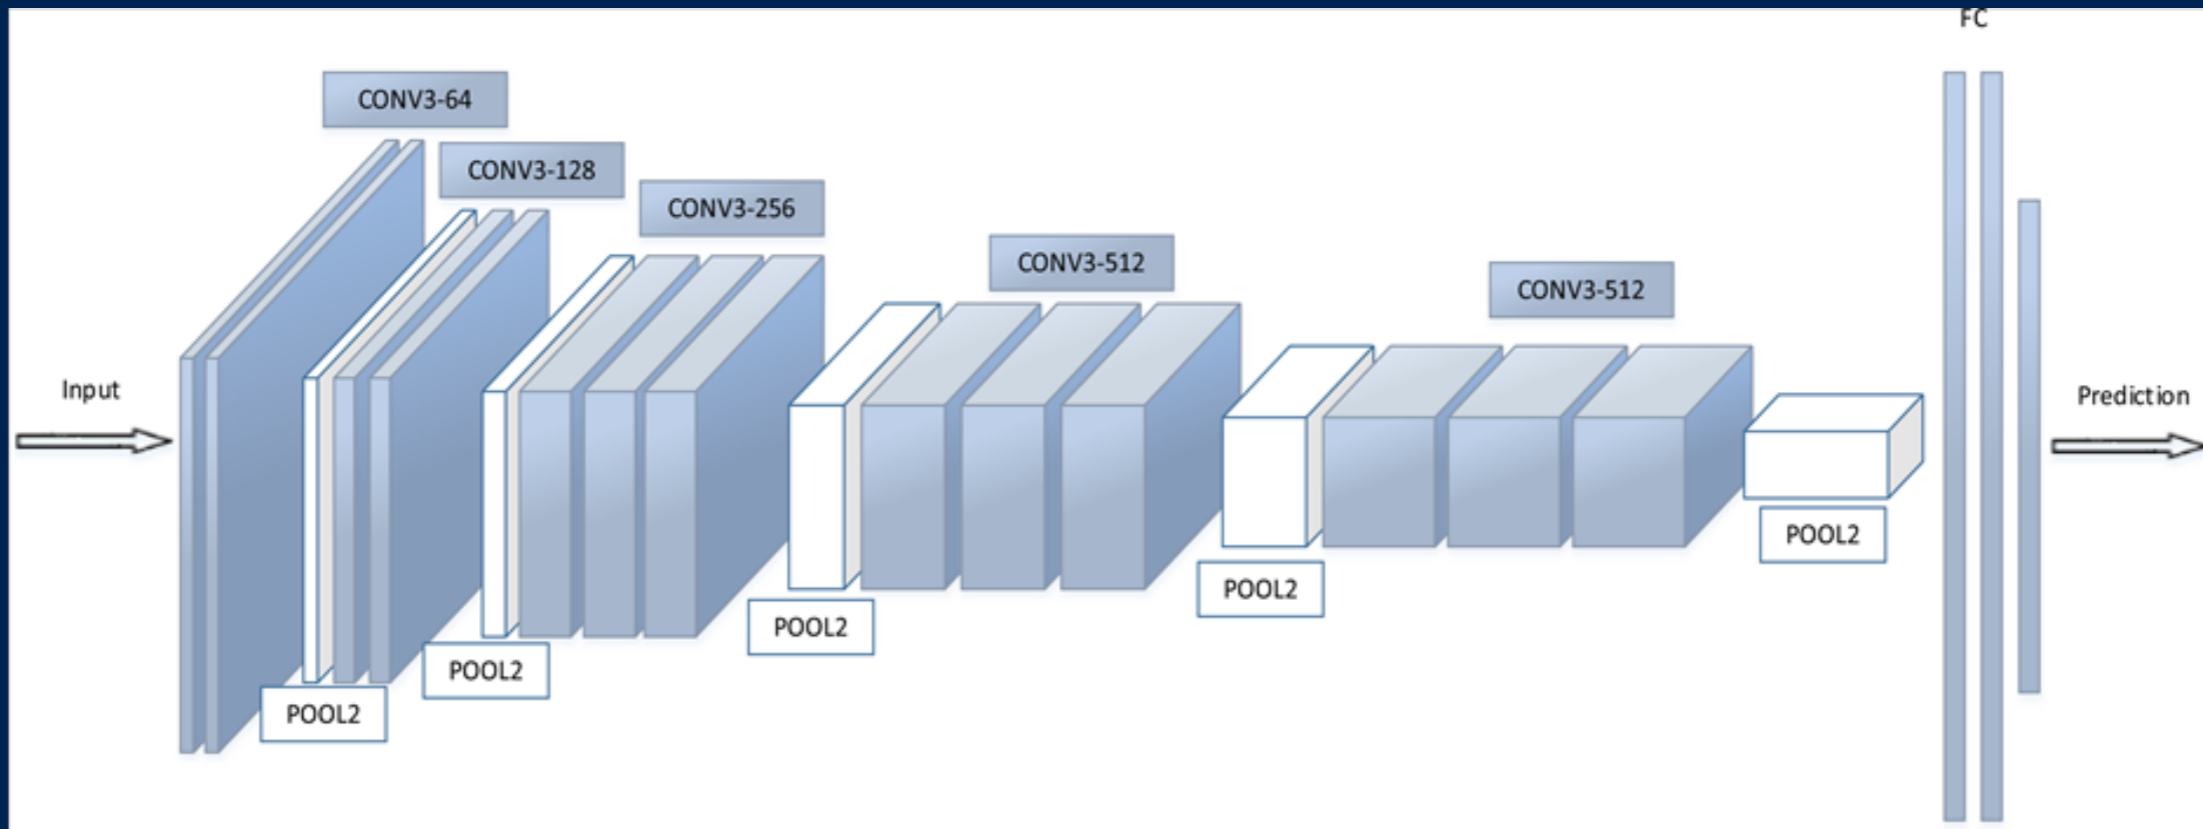 FC
CONV3-64
CONV3-128
CONV3-256
CONV3-512
CONV3-512
Input
Prediction
POOL2
POOL2
POOL2
POOL2
POOL2